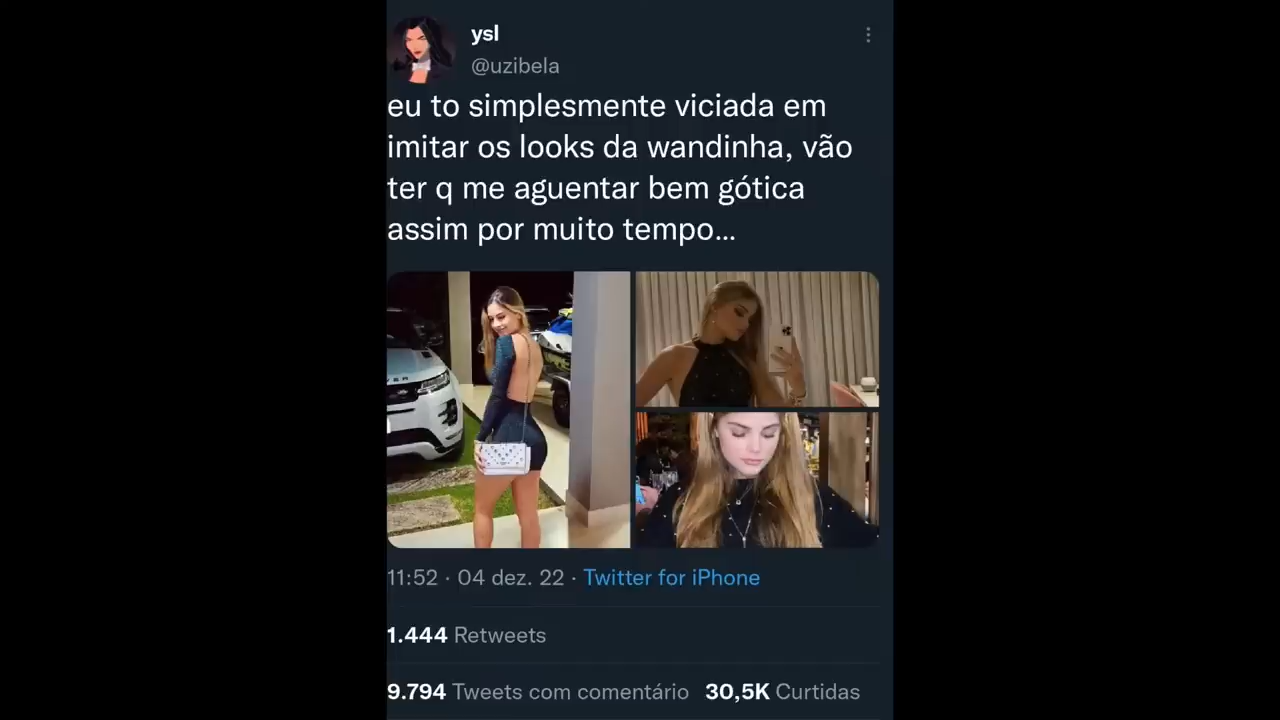 ysl
@uzibela
eu to simplesmente viciada em
imitar os looks da wandinha, vão
ter q me aguentar bem gótica
assim por muito tempo...
11:52 · 04 dez. 22 · Twitter for iPhone
1.444 Retweets
9.794 Tweets com comentário 30,5K Curtidas